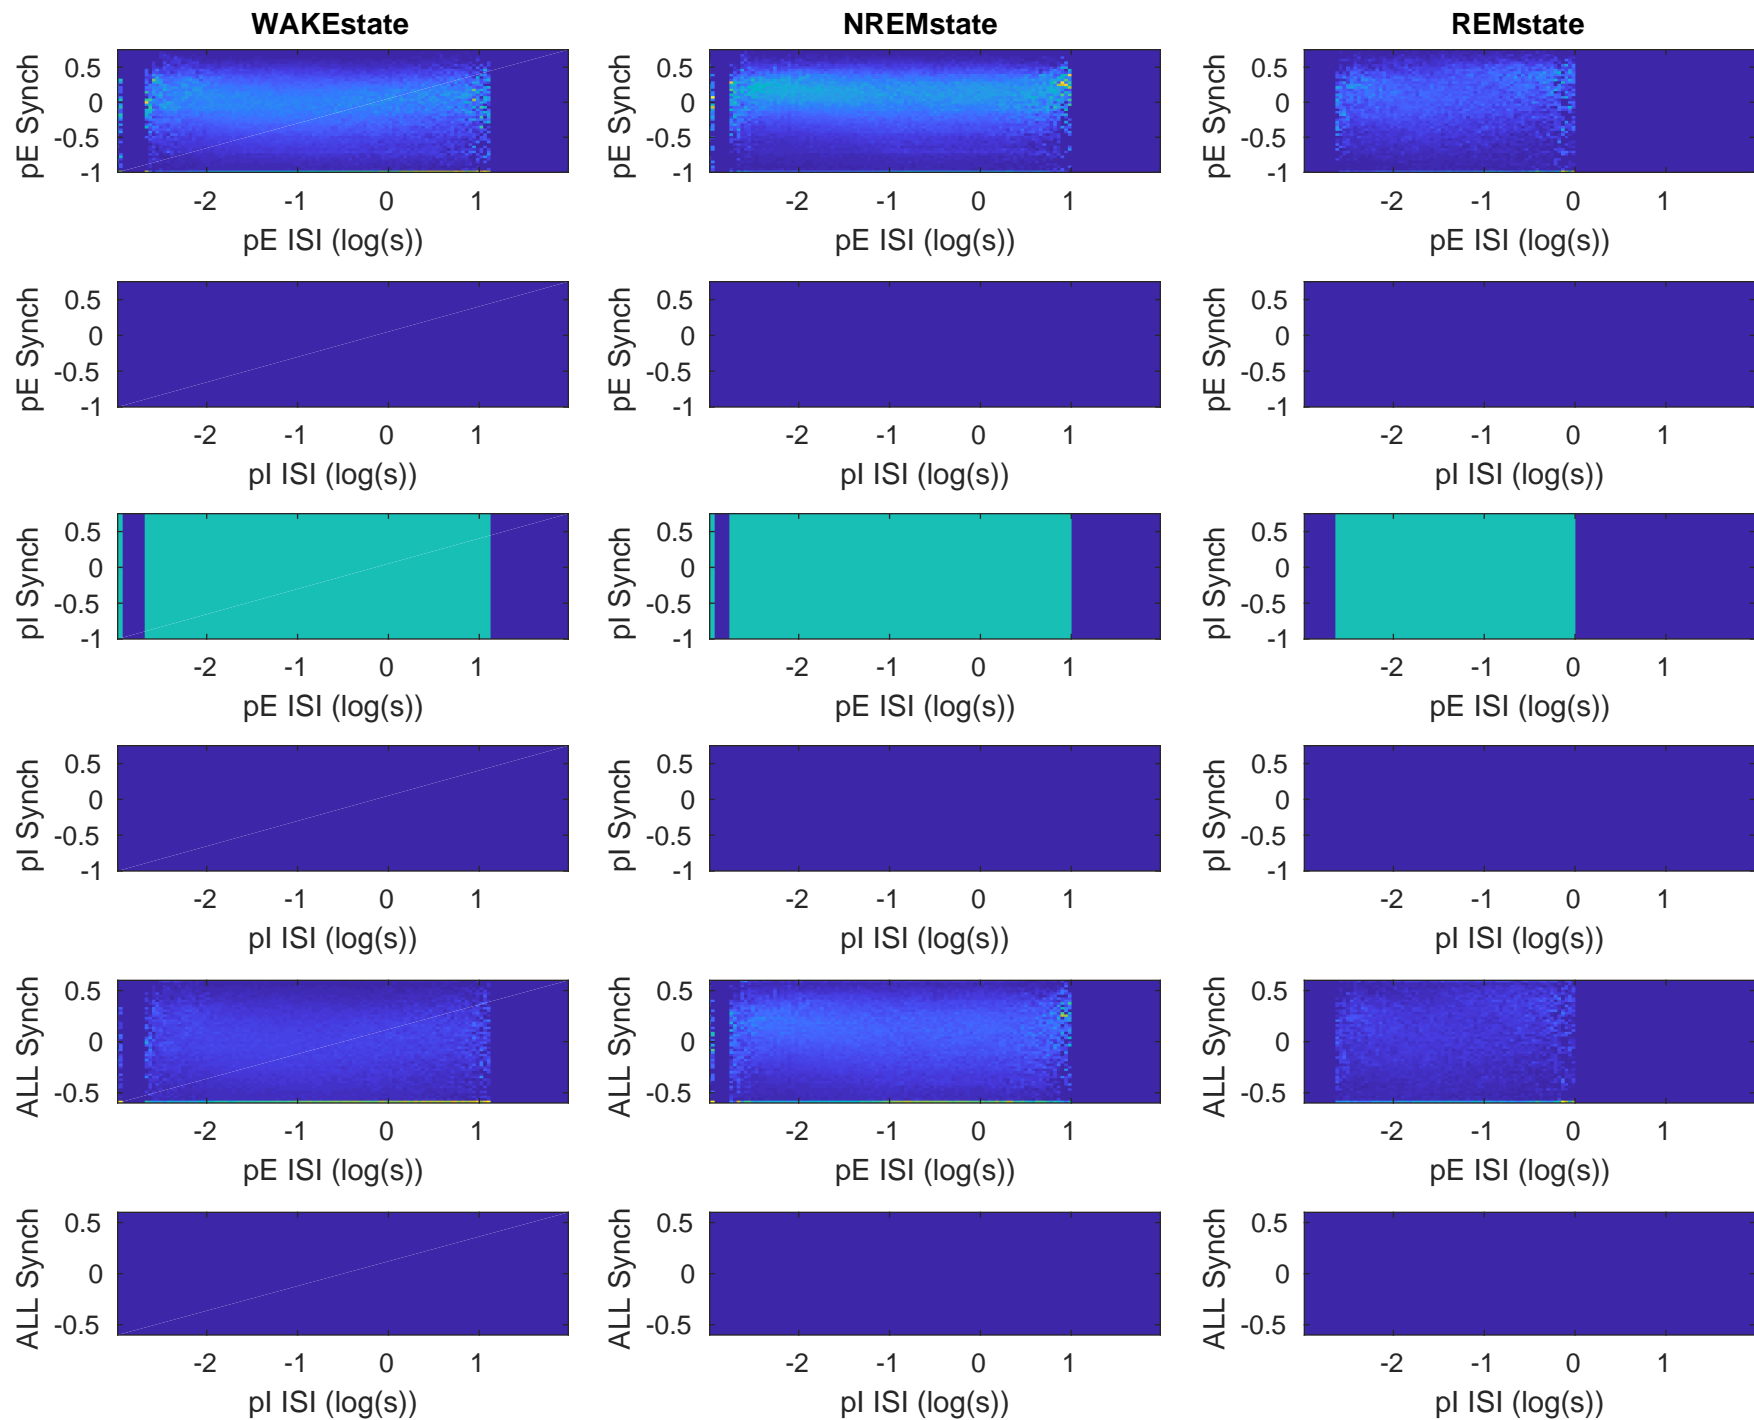 WAKEstate NREMstate REMstate
pE Synch 0.5 0 -0.5 -1 pE Synch 0.5 0 -0.5 -1 pE Synch 0.5 0 -0.5 -1
-2 -1 0 1 -2 -1 0 1 -2 -1 0 1
pE ISI (log(s)) pE ISI (log(s)) pE ISI (log(s))
pE Synch 0.5 0 -0.5 -1 pE Synch 0.5 0 -0.5 -1 pE Synch 0.5 0 -0.5 -1
-2 -1 0 1 -2 -1 0 1 -2 -1 0 1
pI ISI (log(s)) pI ISI (log(s)) pI ISI (log(s))
pI Synch 0.5 0 -0.5 -1 pI Synch 0.5 0 -0.5 -1 pI Synch 0.5 0 -0.5 -1
-2 -1 0 1 -2 -1 0 1 -2 -1 0 1
pE ISI (log(s)) pE ISI (log(s)) pE ISI (log(s))
pI Synch 0.5 0 -0.5 -1 pI Synch 0.5 0 -0.5 -1 pI Synch 0.5 0 -0.5 -1
-2 -1 0 1 -2 -1 0 1 -2 -1 0 1
pI ISI (log(s)) pI ISI (log(s)) pI ISI (log(s))
ALL Synch 0.5 0 -0.5 ALL Synch 0.5 0 -0.5 ALL Synch 0.5 0 -0.5
-2 -1 0 1 -2 -1 0 1 -2 -1 0 1
pE ISI (log(s)) pE ISI (log(s)) pE ISI (log(s))
ALL Synch 0.5 0 -0.5 ALL Synch 0.5 0 -0.5 ALL Synch 0.5 0 -0.5
-2 -1 0 1 -2 -1 0 1 -2 -1 0 1
pI ISI (log(s)) pI ISI (log(s)) pI ISI (log(s))